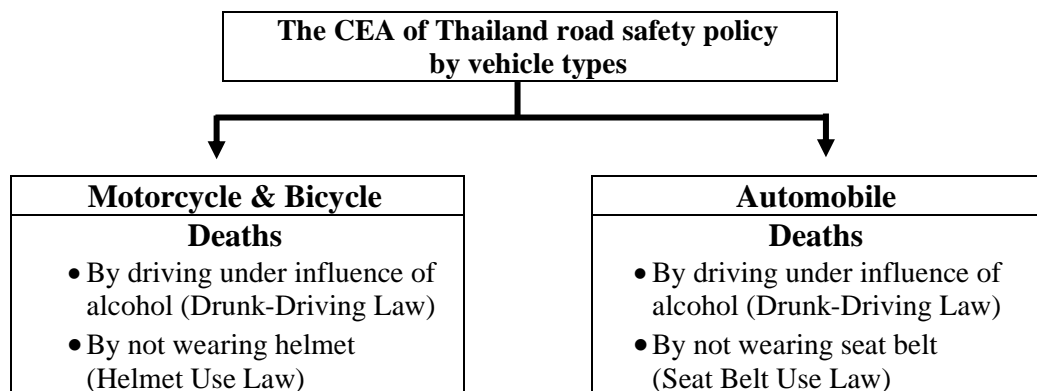 The CEA of Thailand road safety policy
by vehicle types
Motorcycle & Bicycle
Deaths
• By driving under influence of
alcohol (Drunk-Driving Law)
• By not wearing helmet
(Helmet Use Law)
Automobile
Deaths
• By driving under influence of
alcohol (Drunk-Driving Law)
• By not wearing seat belt
(Seat Belt Use Law)